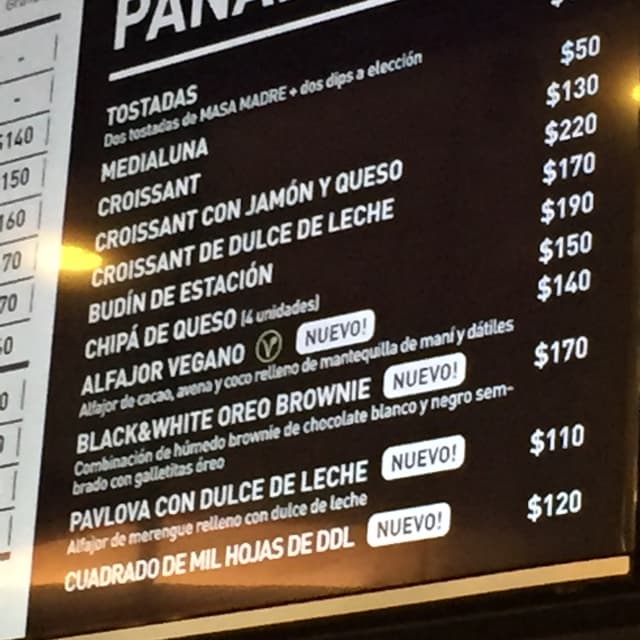 PANA
TOSTADAS
Dos tostadas de MASA MADRE + dos dips a elección
MEDIALUNA $50
CROISSANT $130
CROISSANT CON JAMÓN Y QUESO $220
CROISSANT DE DULCE DE LECHE $170
BUDÍN DE ESTACIÓN $190
CHIPÁ DE QUESO (4 unidades) $150
ALFAJOR VEGANO V NUEVO! $140
Alfajor de cacao, avena y coco relleno de mantequilla de maní y dátiles
BLACK&WHITE OREO BROWNIE NUEVO! $170
Combinación de húmedo brownie de chocolate blanco y negro sem-
brado con galletitas óreo
PAVLOVA CON DULCE DE LECHE NUEVO! $110
Alfajor de merengue relleno con dulce de leche
CUADRADO DE MIL HOJAS DE DDL NUEVO! $120
$140
150
160
70
70